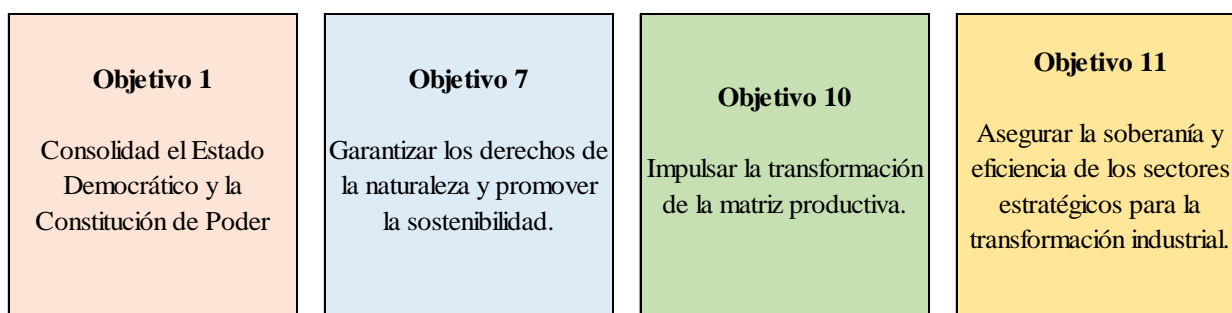 Objetivo 1
Consolidad el Estado
Democrático y la
Constitución de Poder
Objetivo 7
Garantizar los derechos de
la naturaleza y promover
la sostenibilidad.
Objetivo 10
Impulsar la transformación
de la matriz productiva.
Objetivo 11
Asegurar la soberanía y
eficiencia de los sectores
estratégicos para la
transformación industrial.